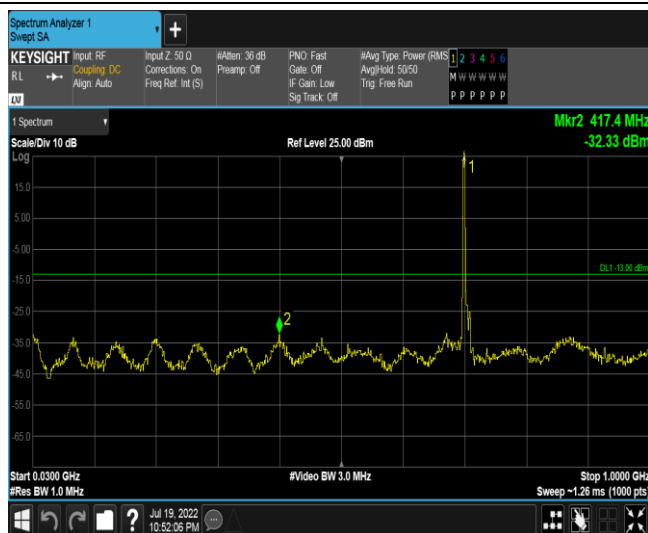 Spectrum Analyzer 1
Swept SA
+
KEYSIGHT
RL
LXI
Input: RF
Coupling: DC
Align: Auto
Input Z: 50 Ω
Corrections: On
Freq Ref: Int (S)
#Atten: 36 dB
Preamp: Off
PNO: Fast
Gate: Off
IF Gain: Low
Sig Track: Off
#Avg Type: Power (RMS
Avg|Hold: 50/50
Trig: Free Run
1 2 3 4 5 6
M W W W W W
P P P P P P
1 Spectrum
Mkr2 417.4 MHz
-32.33 dBm
Scale/Div 10 dB
Ref Level 25.00 dBm
Log
15.0
5.00
-5.00
-15.0
-25.0
-35.0
-45.0
-55.0
-65.0
1
DL1 -13.00 dBm
2
Start 0.0300 GHz
#Video BW 3.0 MHz
Stop 1.0000 GHz
#Res BW 1.0 MHz
Sweep ~1.26 ms (1000 pts)
?
Jul 19, 2022
10:52:06 PM